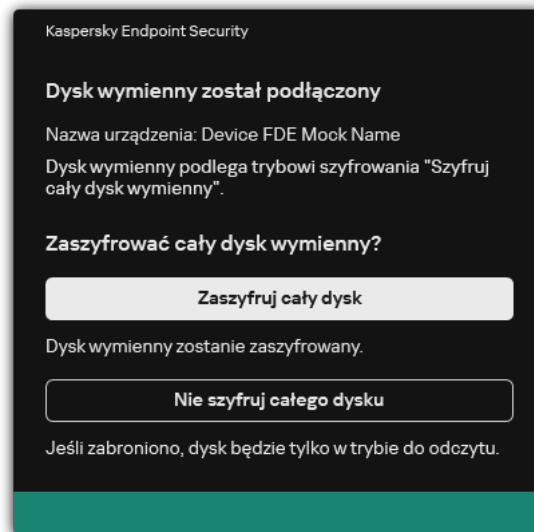 Kaspersky Endpoint Security
Dysk wymienny został podłączony
Nazwa urządzenia: Device FDE Mock Name
Dysk wymienny podlega trybowi szyfrowania "Szyfruj
cały dysk wymienny".
Zaszyfrować cały dysk wymienny?
Zaszyfruj cały dysk
Dysk wymienny zostanie zaszyfrowany.
Nie szyfruj całego dysku
Jeśli zabroniono, dysk będzie tylko w trybie do odczytu.